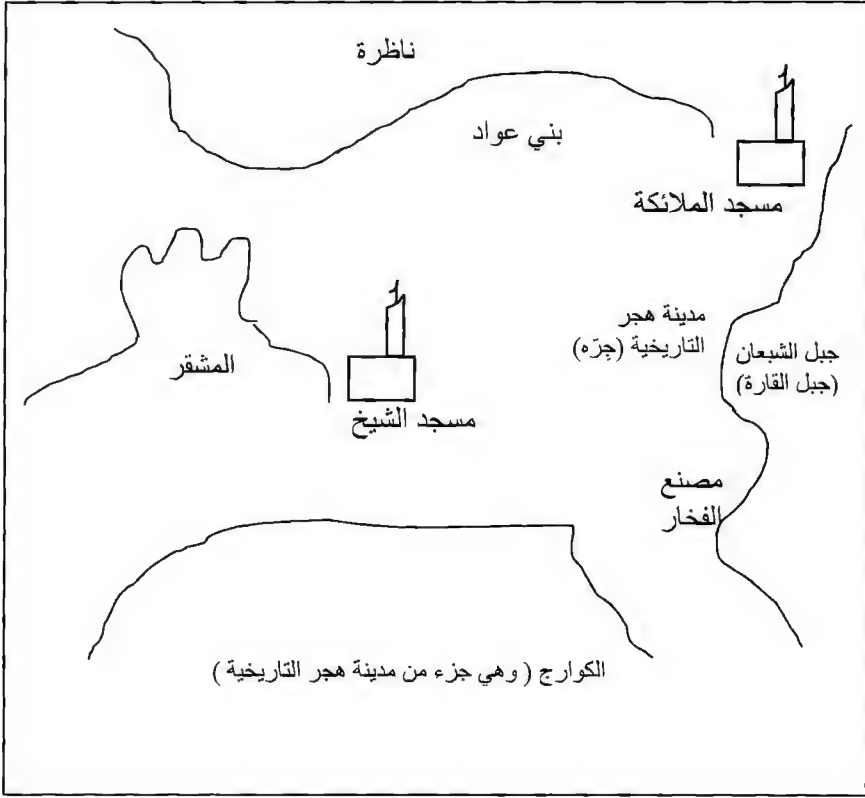 ناظرة
بني عواد
مسجد الملائكة
مدينة هجر
التاريخية (جِرّه)
جبل الشبعان
(جبل القارة)
المشقر
مسجد الشيخ
مصنع
الفخار
الكوارج ( وهي جزء من مدينة هجر التاريخية )